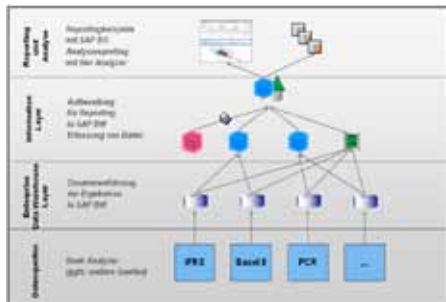 Reporting
und
Analyse
Reportingbeispiele
mit SAP BI
Analysereporting
mit Bex Analyzer
Information
Layer
Aufbereitung
für Reporting
in SAP BW
Erfassung von Daten
Enterprise
Data Warehouse
Layer
Zusammenführung
der Ergebnisse
in SAP BW
Datenquellen
Bank Analyzer
(ggfs. weitere Quellen)
IFRS
Basel II
PCR
...